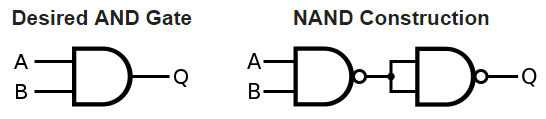 Desired AND Gate
NAND Construction
A
B
Q
A
B
Q